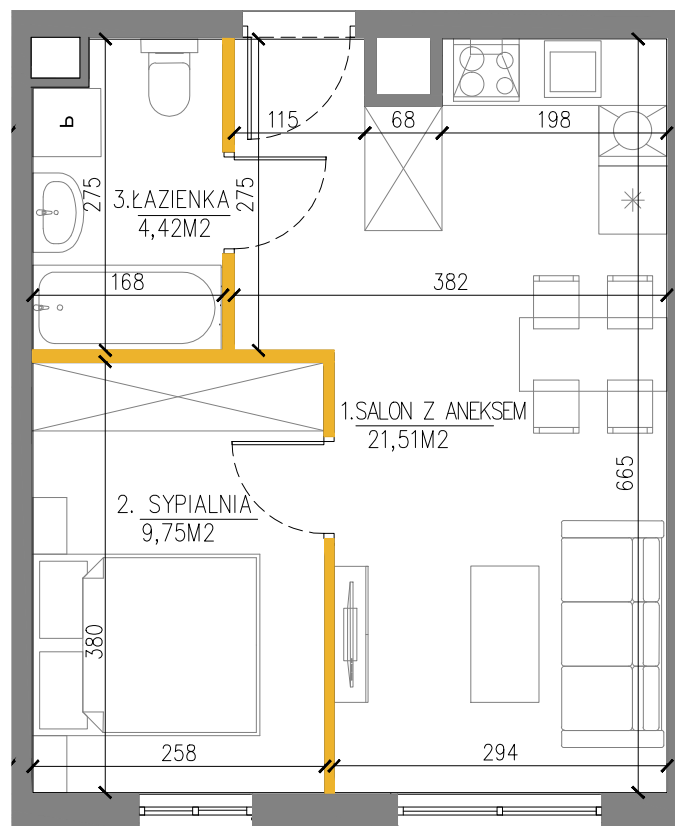 115
68
198
ь
275
3.ŁAZIENKA
4,42M2
275
168
382
1.SALON Z ANEKSEM
21,51M2
665
2. SYPIALNIA
9,75M2
380
258
294